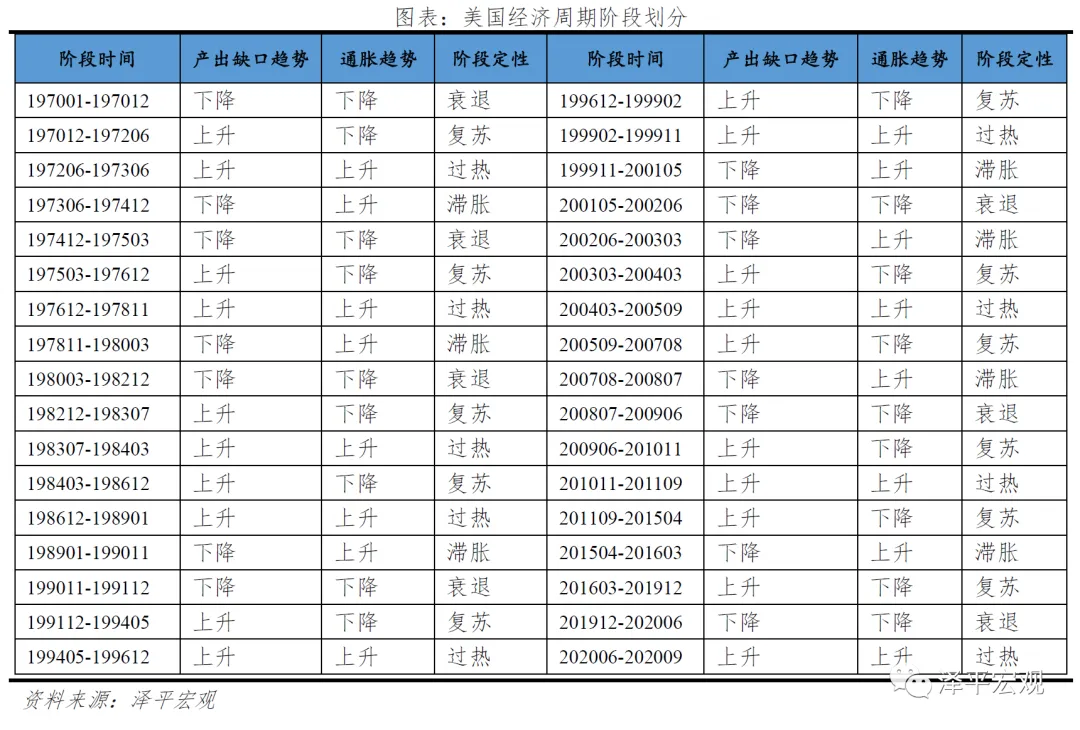 图表：美国经济周期阶段划分
阶段时间 产出缺口趋势 通胀趋势 阶段定性 阶段时间 产出缺口趋势 通胀趋势 阶段定性
197001-197012 下降 下降 衰退 199612-199902 上升 下降 复苏
197012-197206 上升 下降 复苏 199902-199911 上升 上升 过热
197206-197306 上升 上升 过热 199911-200105 下降 上升 滞胀
197306-197412 下降 上升 滞胀 200105-200206 下降 下降 衰退
197412-197503 下降 下降 衰退 200206-200303 下降 上升 滞胀
197503-197612 上升 下降 复苏 200303-200403 上升 下降 复苏
197612-197811 上升 上升 过热 200403-200509 上升 上升 过热
197811-198003 下降 上升 滞胀 200509-200708 上升 下降 复苏
198003-198212 下降 下降 衰退 200708-200807 下降 上升 滞胀
198212-198307 上升 下降 复苏 200807-200906 下降 下降 衰退
198307-198403 上升 上升 过热 200906-201011 上升 下降 复苏
198403-198612 上升 下降 复苏 201011-201109 上升 上升 过热
198612-198901 上升 上升 过热 201109-201504 上升 下降 复苏
198901-199011 下降 上升 滞胀 201504-201603 下降 上升 滞胀
199011-199112 下降 下降 衰退 201603-201912 上升 下降 复苏
199112-199405 上升 下降 复苏 201912-202006 下降 下降 衰退
199405-199612 上升 上升 过热 202006-202009 上升 上升 过热
泽平宏观
资料来源：泽平宏观